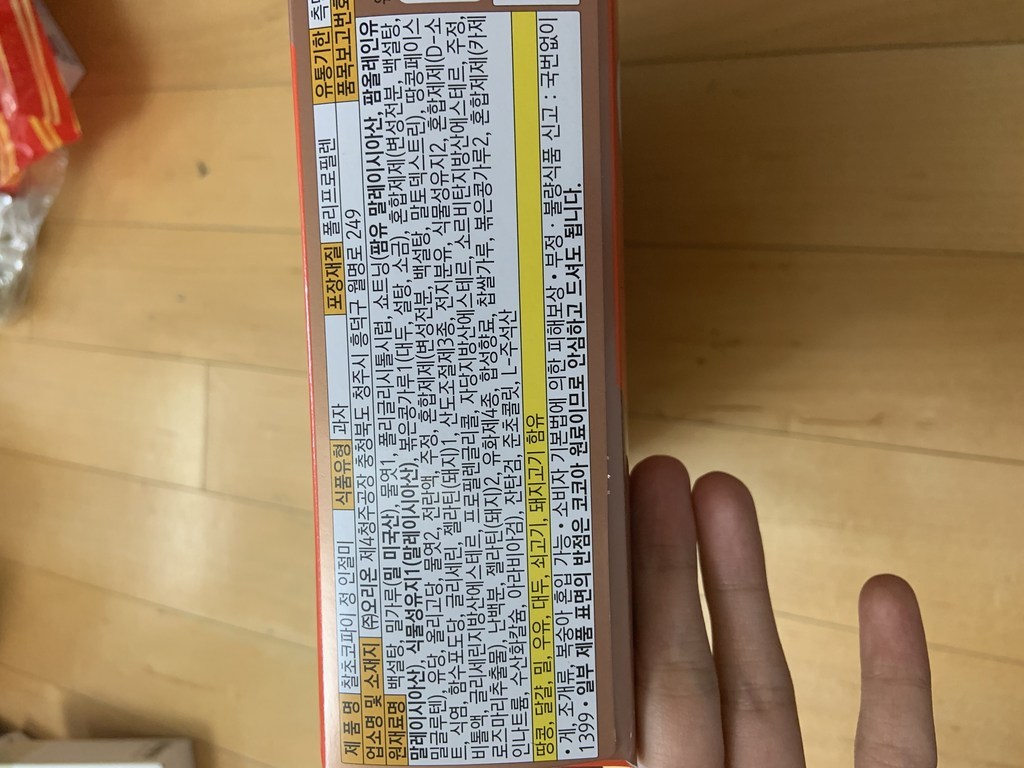 제 품 명 찰초코파이 정 인절미 식품유형 과자 포장재질 폴리프로필렌 유통기한
업소명 및 소재지 (주)오리온 제4청주공장 충청북도 청주시 흥덕구 월명로 249 품목보고번호
원재료명 백설탕, 밀가루(밀 미국산), 물엿1, 폴리글리시톨시럽, 쇼트닝(팜유 말레이시아산, 팜올레인유
말레이시아산), 식물성유지1(말레이시아산), 볶은콩가루1(대두), 설탕, 소금, 혼합제제(변성전분, 백설탕,
밀글루텐), 유당, 올리고당, 물엿2, 저란액, 주정, 혼합제제(변성전분, 백설탕, 말토덱스트린), 땅콩페이스
트, 식염, 함수포도당, 글리세린, 젤라틴(돼지)1, 산도조절제3종, 전지분유, 식물성유지2, 혼합제제(D-소
비톨액, 글리세린지방산에스테르, 프로필렌글리콜, 자당지방산에스테르, 소르비탄지방산에스테르, 주정,
로즈마리추출물), 난백분, 젤라틴(돼지)2, 유화제4종, 합성향료, 찹쌀가루, 볶은콩가루2, 혼합제제(카제
인나트륨, 수산화칼슘, 아라비아검), 잔탄검, 준초콜릿, L-주석산
땅콩, 달걀, 밀, 우유, 대두, 쇠고기, 돼지고기 함유
•게, 조개류, 복숭아 혼입 가능 •소비자 기본법에 의한 피해보상 •부정·불량식품 신고 : 국번없이
1399 •일부 제품 표면의 반점은 코코아 원료이므로 안심하고 드셔도 됩니다.